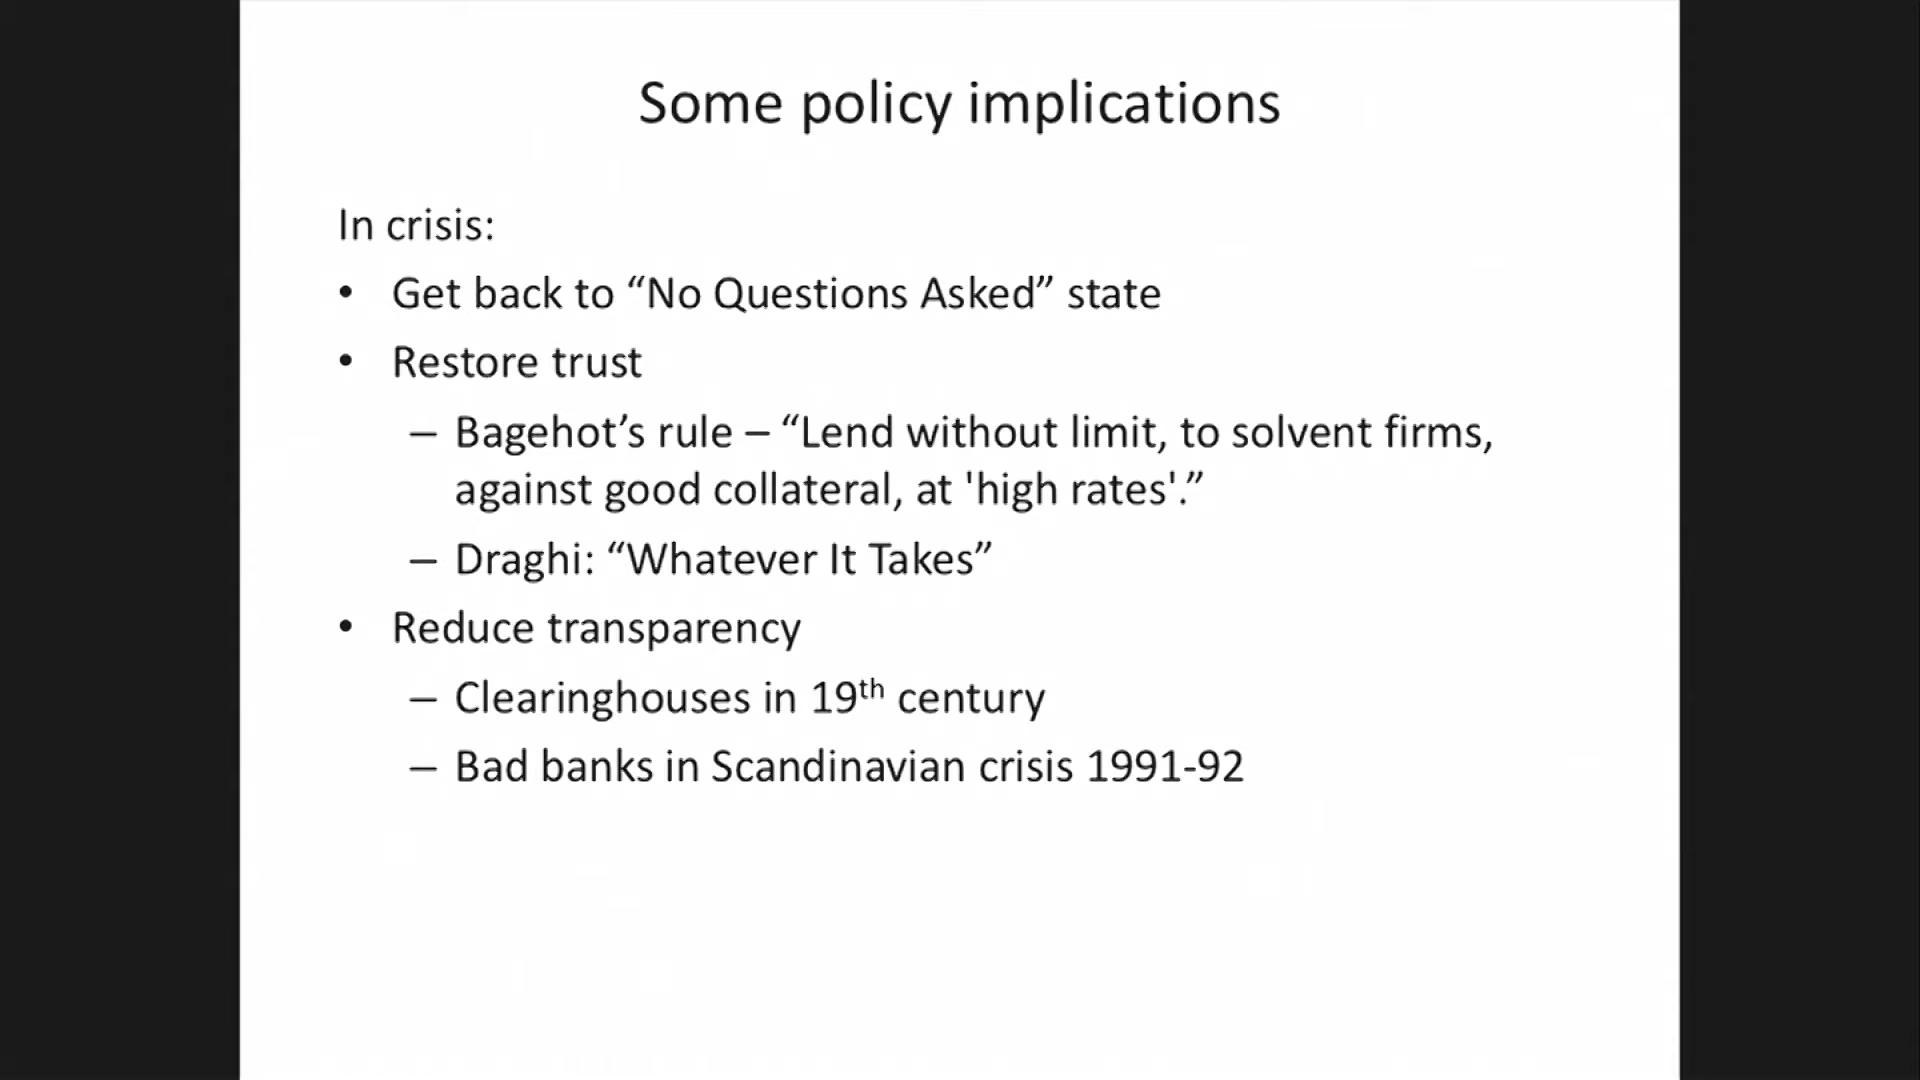 Some policy implications
In crisis:
• Get back to “No Questions Asked” state
• Restore trust
– Bagehot’s rule – “Lend without limit, to solvent firms,
against good collateral, at 'high rates'.”
– Draghi: “Whatever It Takes”
• Reduce transparency
– Clearinghouses in 19th century
– Bad banks in Scandinavian crisis 1991-92